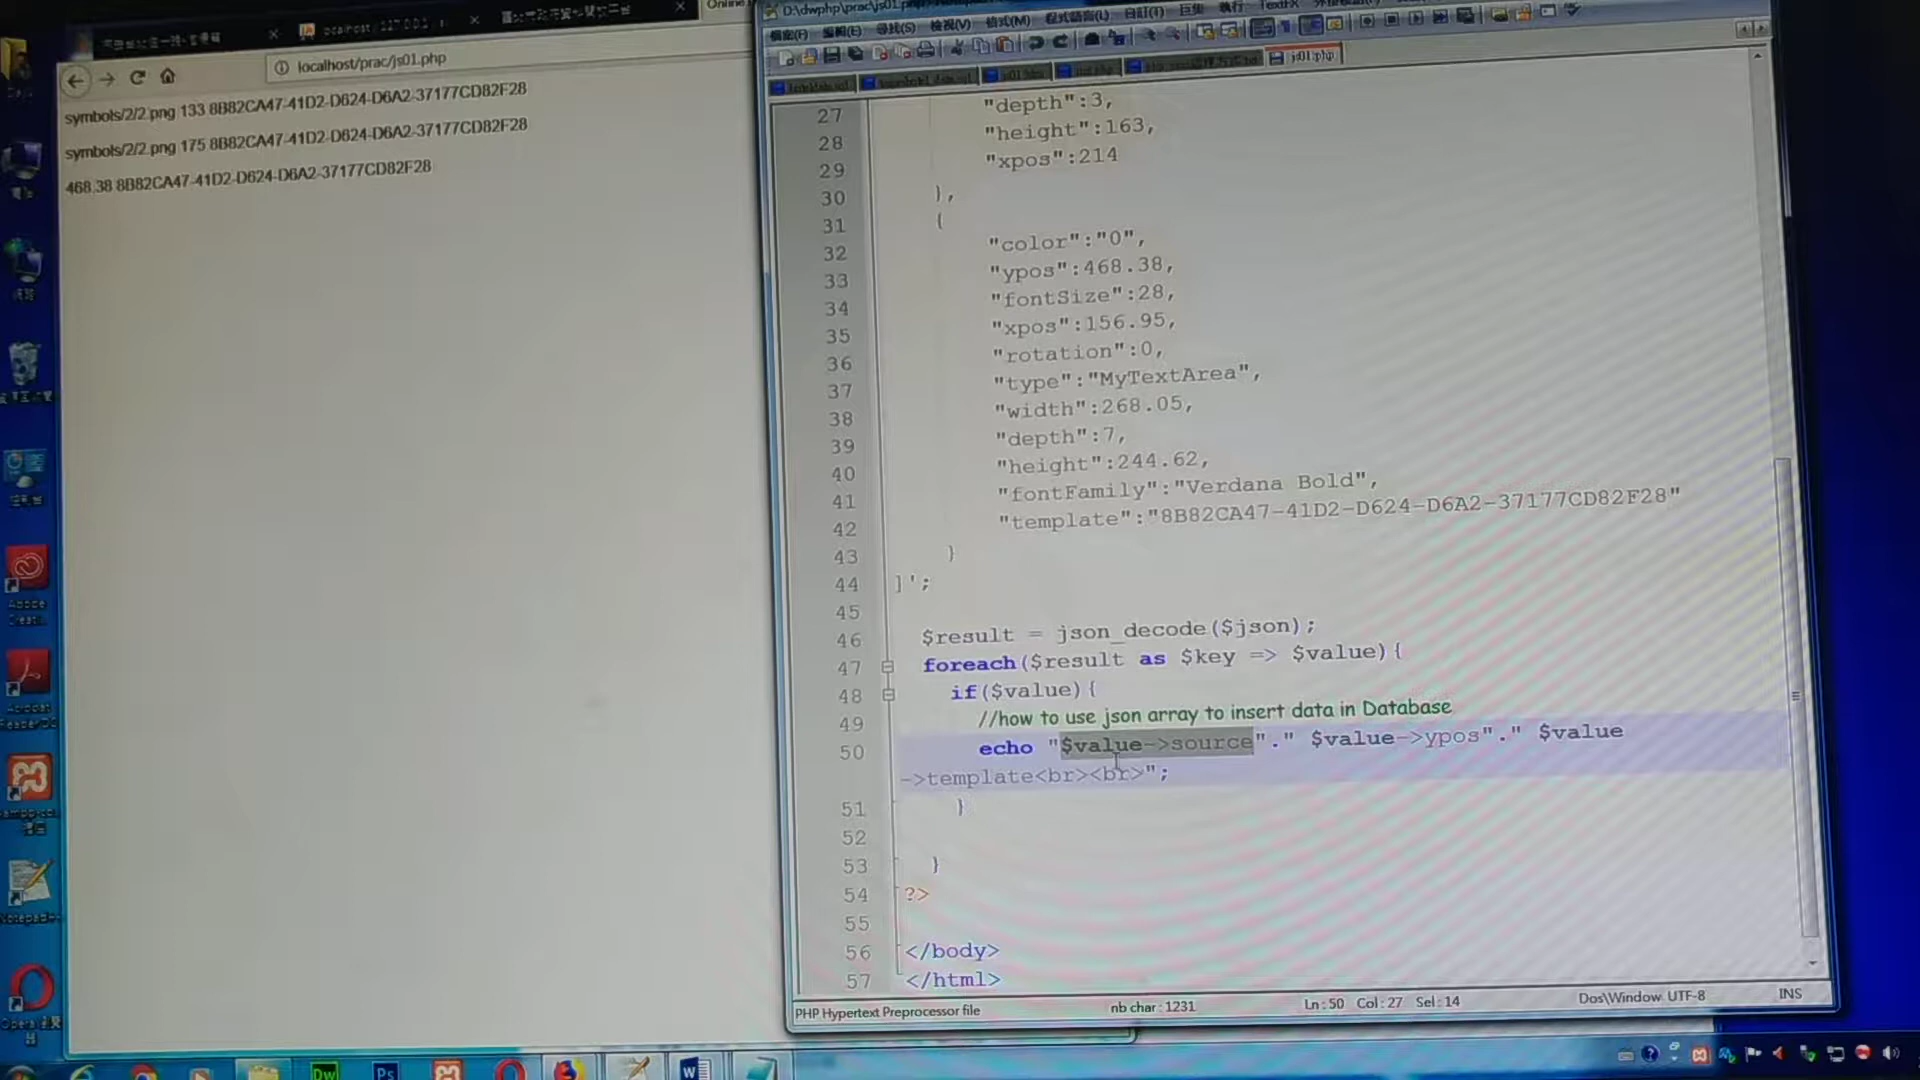 localhost/prac/js01.php
symbols/2/2.png 133 8B82CA47-41D2-D624-D6A2-37177CD82F28
symbols/2/2.png 175 8B82CA47-41D2-D624-D6A2-37177CD82F28
468.38 8B82CA47-41D2-D624-D6A2-37177CD82F28
js01.php
27 "depth":3,
28 "height":163,
29 "xpos":214
30 },
31 {
32 "color":"0",
33 "ypos":468.38,
34 "fontSize":28,
35 "xpos":156.95,
36 "rotation":0,
37 "type":"MyTextArea",
38 "width":268.05,
39 "depth":7,
40 "height":244.62,
41 "fontFamily":"Verdana Bold",
42 "template":"8B82CA47-41D2-D624-D6A2-37177CD82F28"
43 }
44 ]';
45
46 $result = json_decode($json);
47 foreach($result as $key => $value){
48 if($value){
49 //how to use json array to insert data in Database
50 echo "$value->source"." $value->ypos"." $value
->template<br><br>";
51 }
52
53 }
54 ?>
55
56 </body>
57 </html>
PHP Hypertext Preprocessor file nb char : 1231 Ln : 50 Col : 27 Sel : 14 Dos\Window UTF-8 INS
Dw
Ps
W